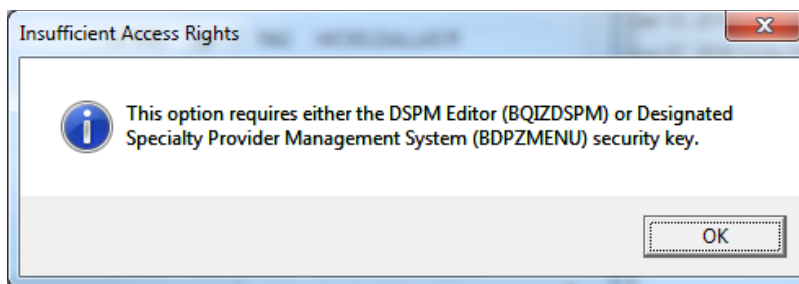 Insufficient Access Rights
This option requires either the DSPM Editor (BQIZDSPM) or Designated
Specialty Provider Management System (BDPZMENU) security key.
OK